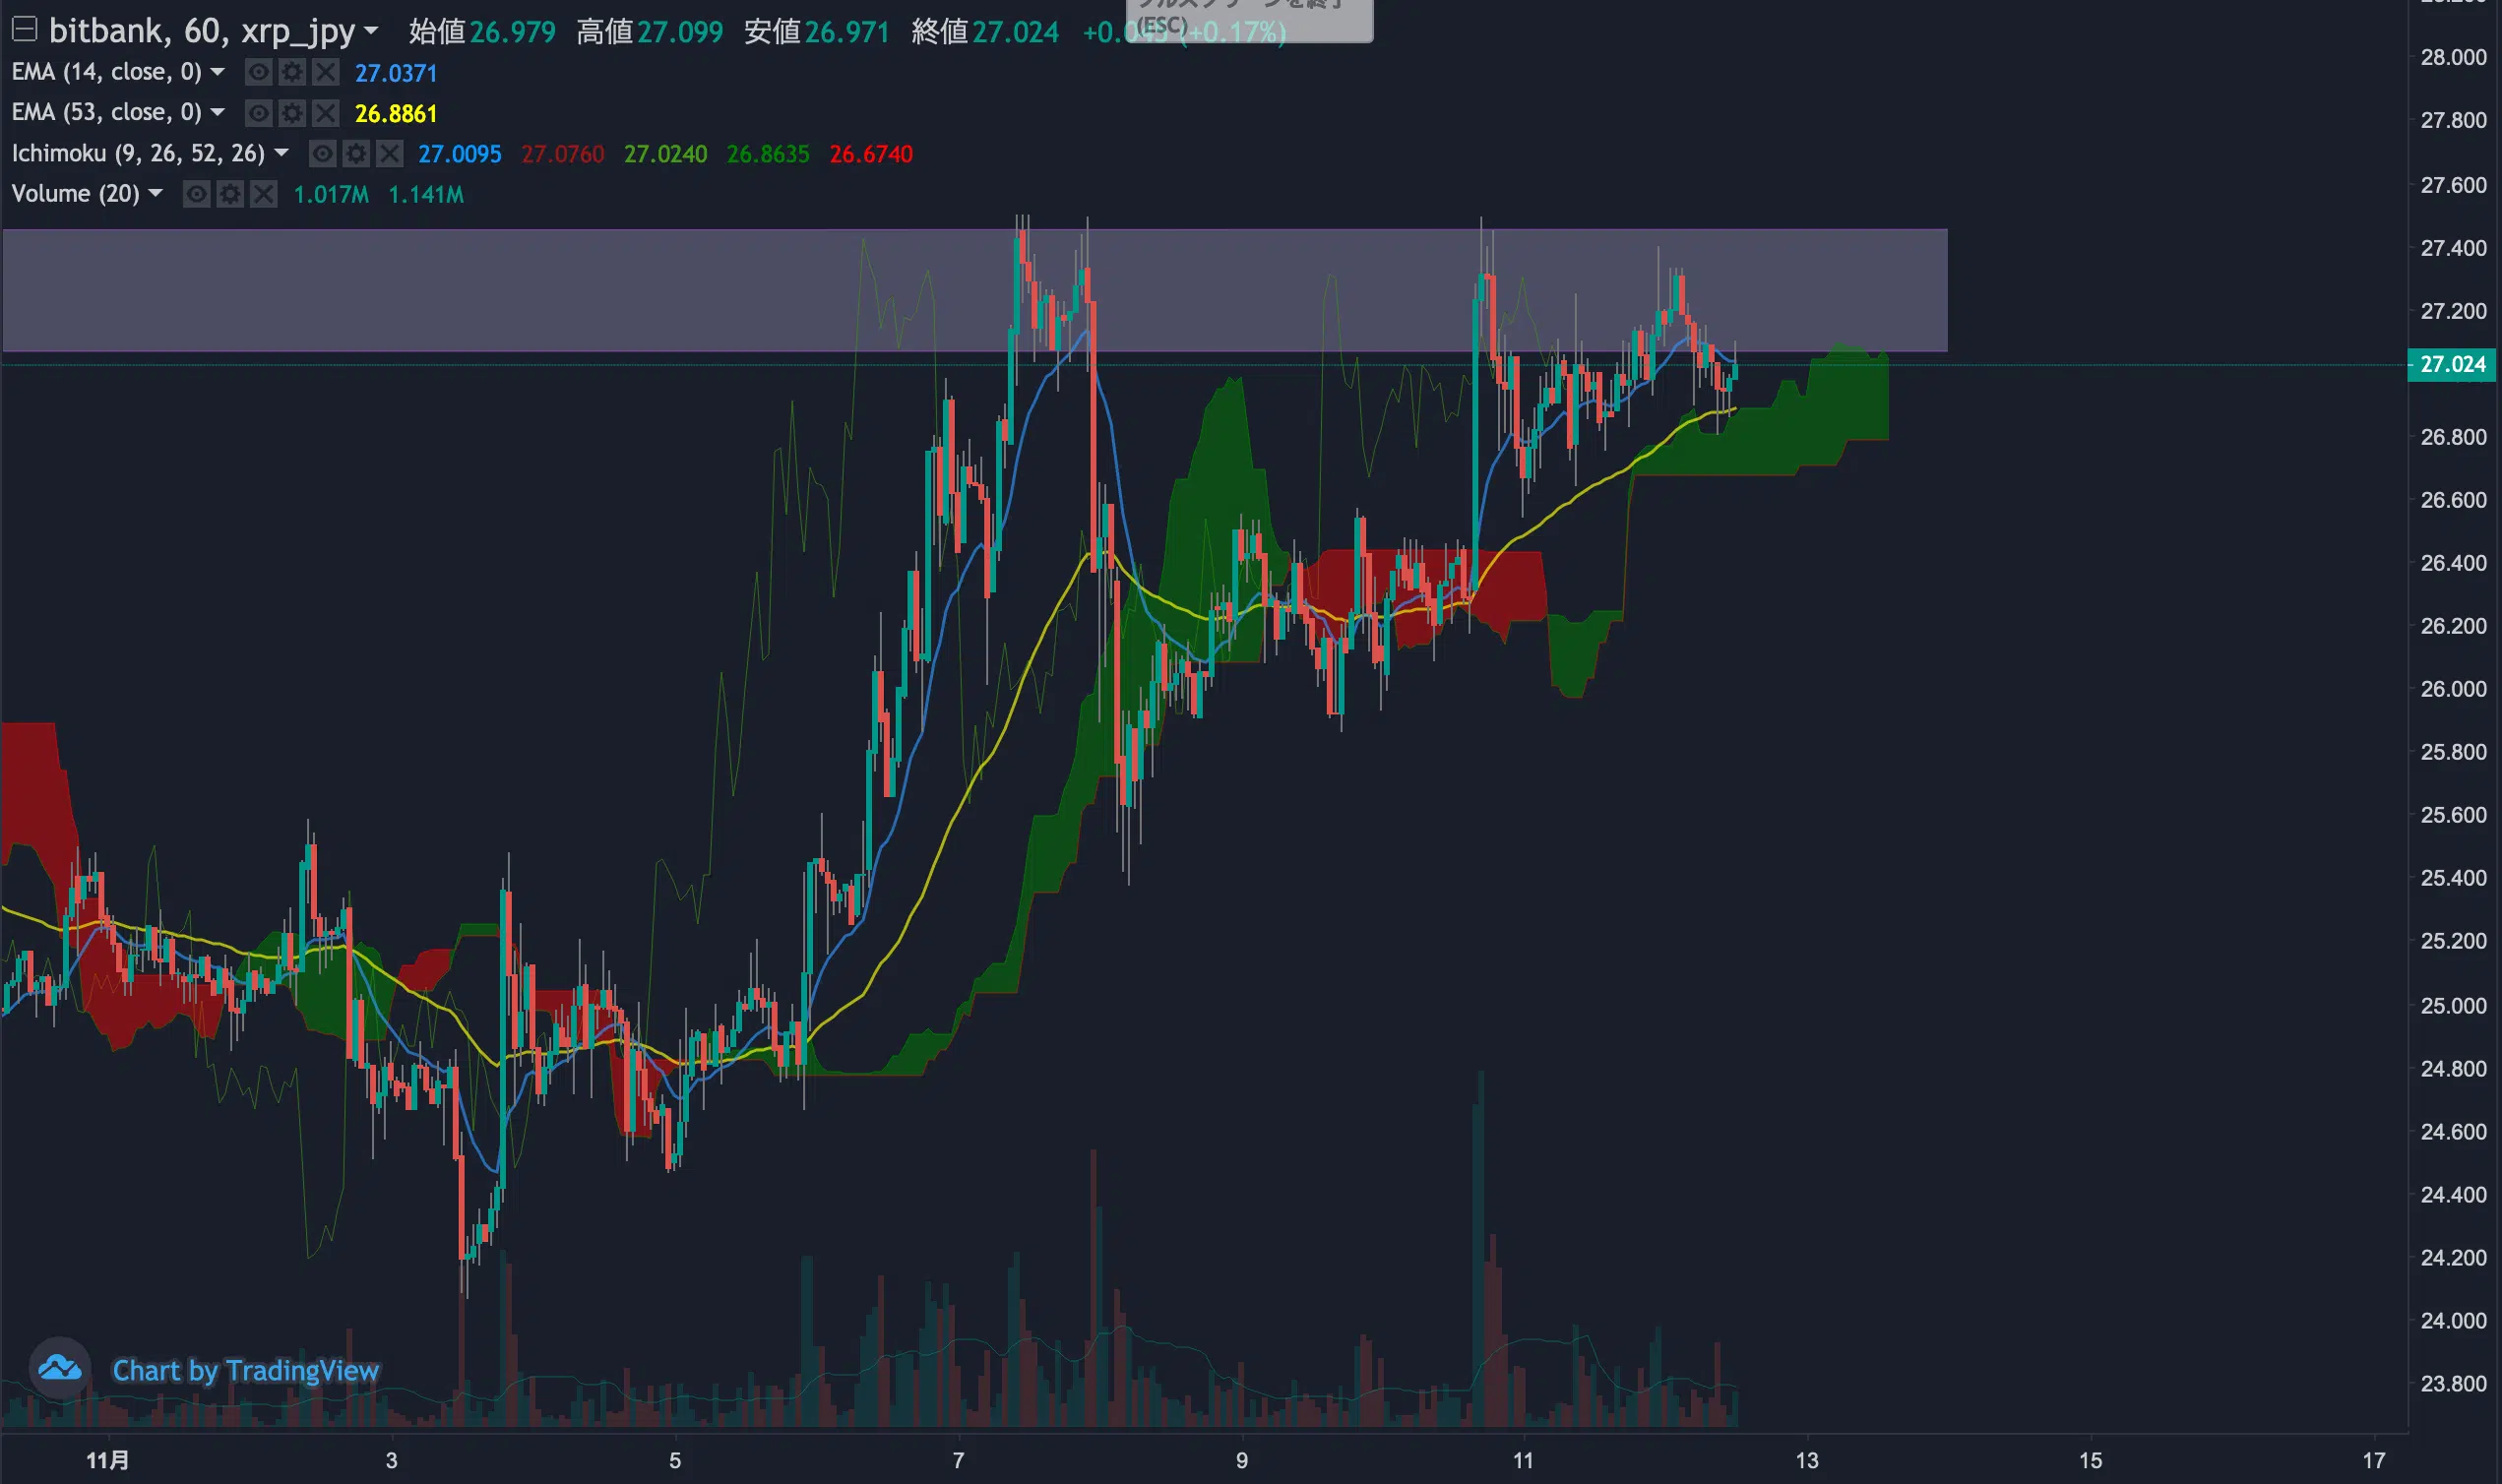 bitbank, 60, xrp_jpy 始値26.979 高値27.099 安値26.971 終値27.024 (+0.17%)
(ESC)
EMA (14, close, 0) 27.0371
EMA (53, close, 0) 26.8861
Ichimoku (9, 26, 52, 26) 27.0095 27.0760 27.0240 26.8635 26.6740
Volume (20) 1.017M 1.141M
28.000
27.800
27.600
27.400
27.200
27.024
26.800
26.600
26.400
26.200
26.000
25.800
25.600
25.400
25.200
25.000
24.800
24.600
24.400
24.200
24.000
23.800
Chart by TradingView
11月 3 5 7 9 11 13 15 17